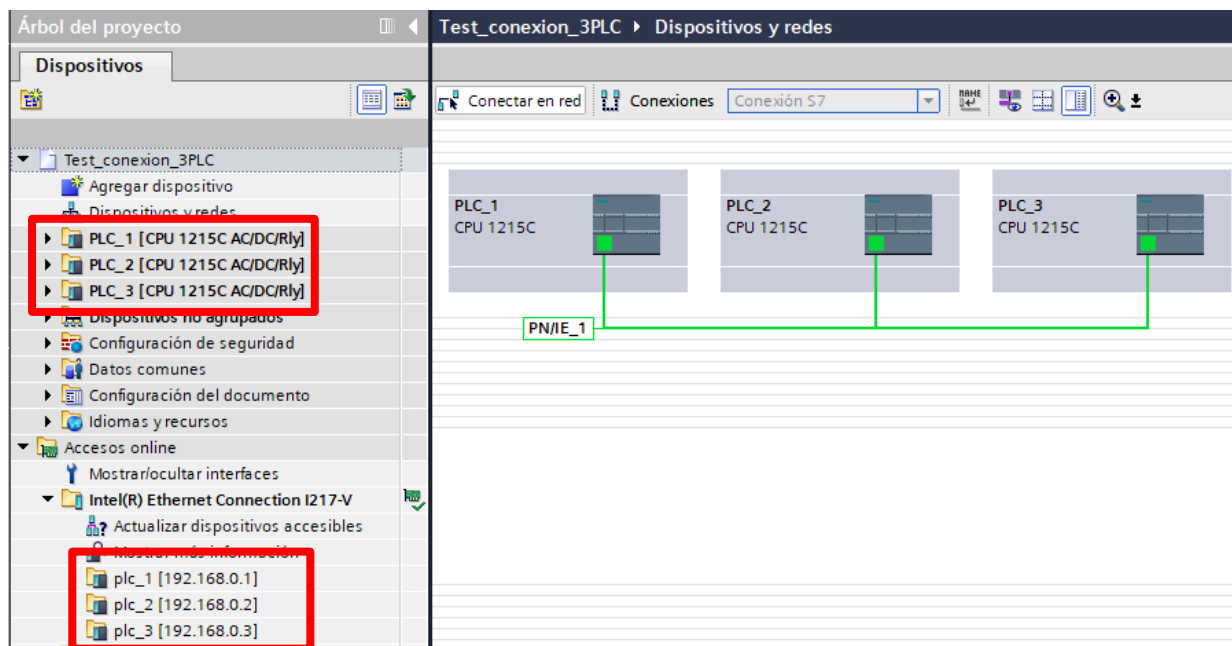 Árbol del proyecto
Dispositivos
Test_conexion_3PLC
Agregar dispositivo
Dispositivos y redes
PLC_1 [CPU 1215C AC/DC/Rly]
PLC_2 [CPU 1215C AC/DC/Rly]
PLC_3 [CPU 1215C AC/DC/Rly]
Dispositivos no agrupados
Configuración de seguridad
Datos comunes
Configuración del documento
Idiomas y recursos
Accesos online
Mostrar/ocultar interfaces
Intel(R) Ethernet Connection I217-V
Actualizar dispositivos accesibles
Mostrar más información
plc_1 [192.168.0.1]
plc_2 [192.168.0.2]
plc_3 [192.168.0.3]
Test_conexion_3PLC Dispositivos y redes
Conectar en red Conexiones Conexión S7
PLC_1
CPU 1215C
PLC_2
CPU 1215C
PLC_3
CPU 1215C
PN/IE_1